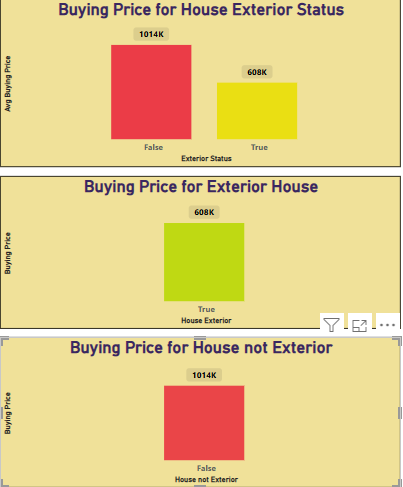 Buying Price for House Exterior Status
1014K
608K
Avg Buying Price
False
True
Exterior Status
Buying Price for Exterior House
608K
Buying Price
True
House Exterior
Buying Price for House not Exterior
1014K
Buying Price
False
House not Exterior